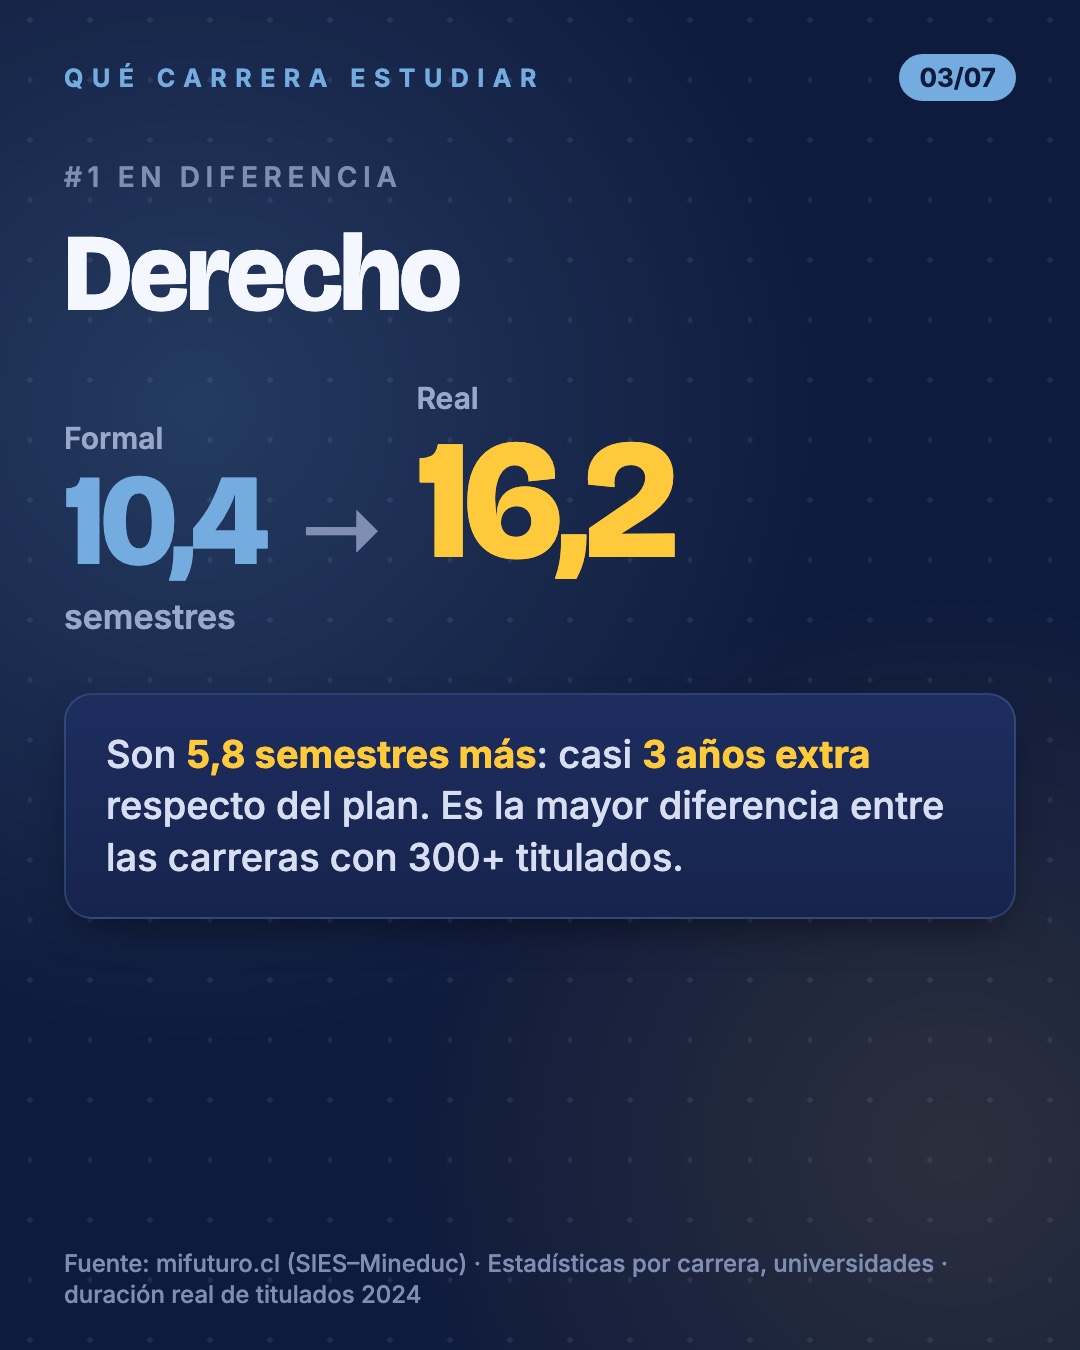 QUÉ CARRERA ESTUDIAR
03/07
#1 EN DIFERENCIA
Derecho
Formal
10,4
semestres
→
Real
16,2
Son 5,8 semestres más: casi 3 años extra
respecto del plan. Es la mayor diferencia entre
las carreras con 300+ titulados.
Fuente: mifuturo.cl (SIES–Mineduc) · Estadísticas por carrera, universidades ·
duración real de titulados 2024